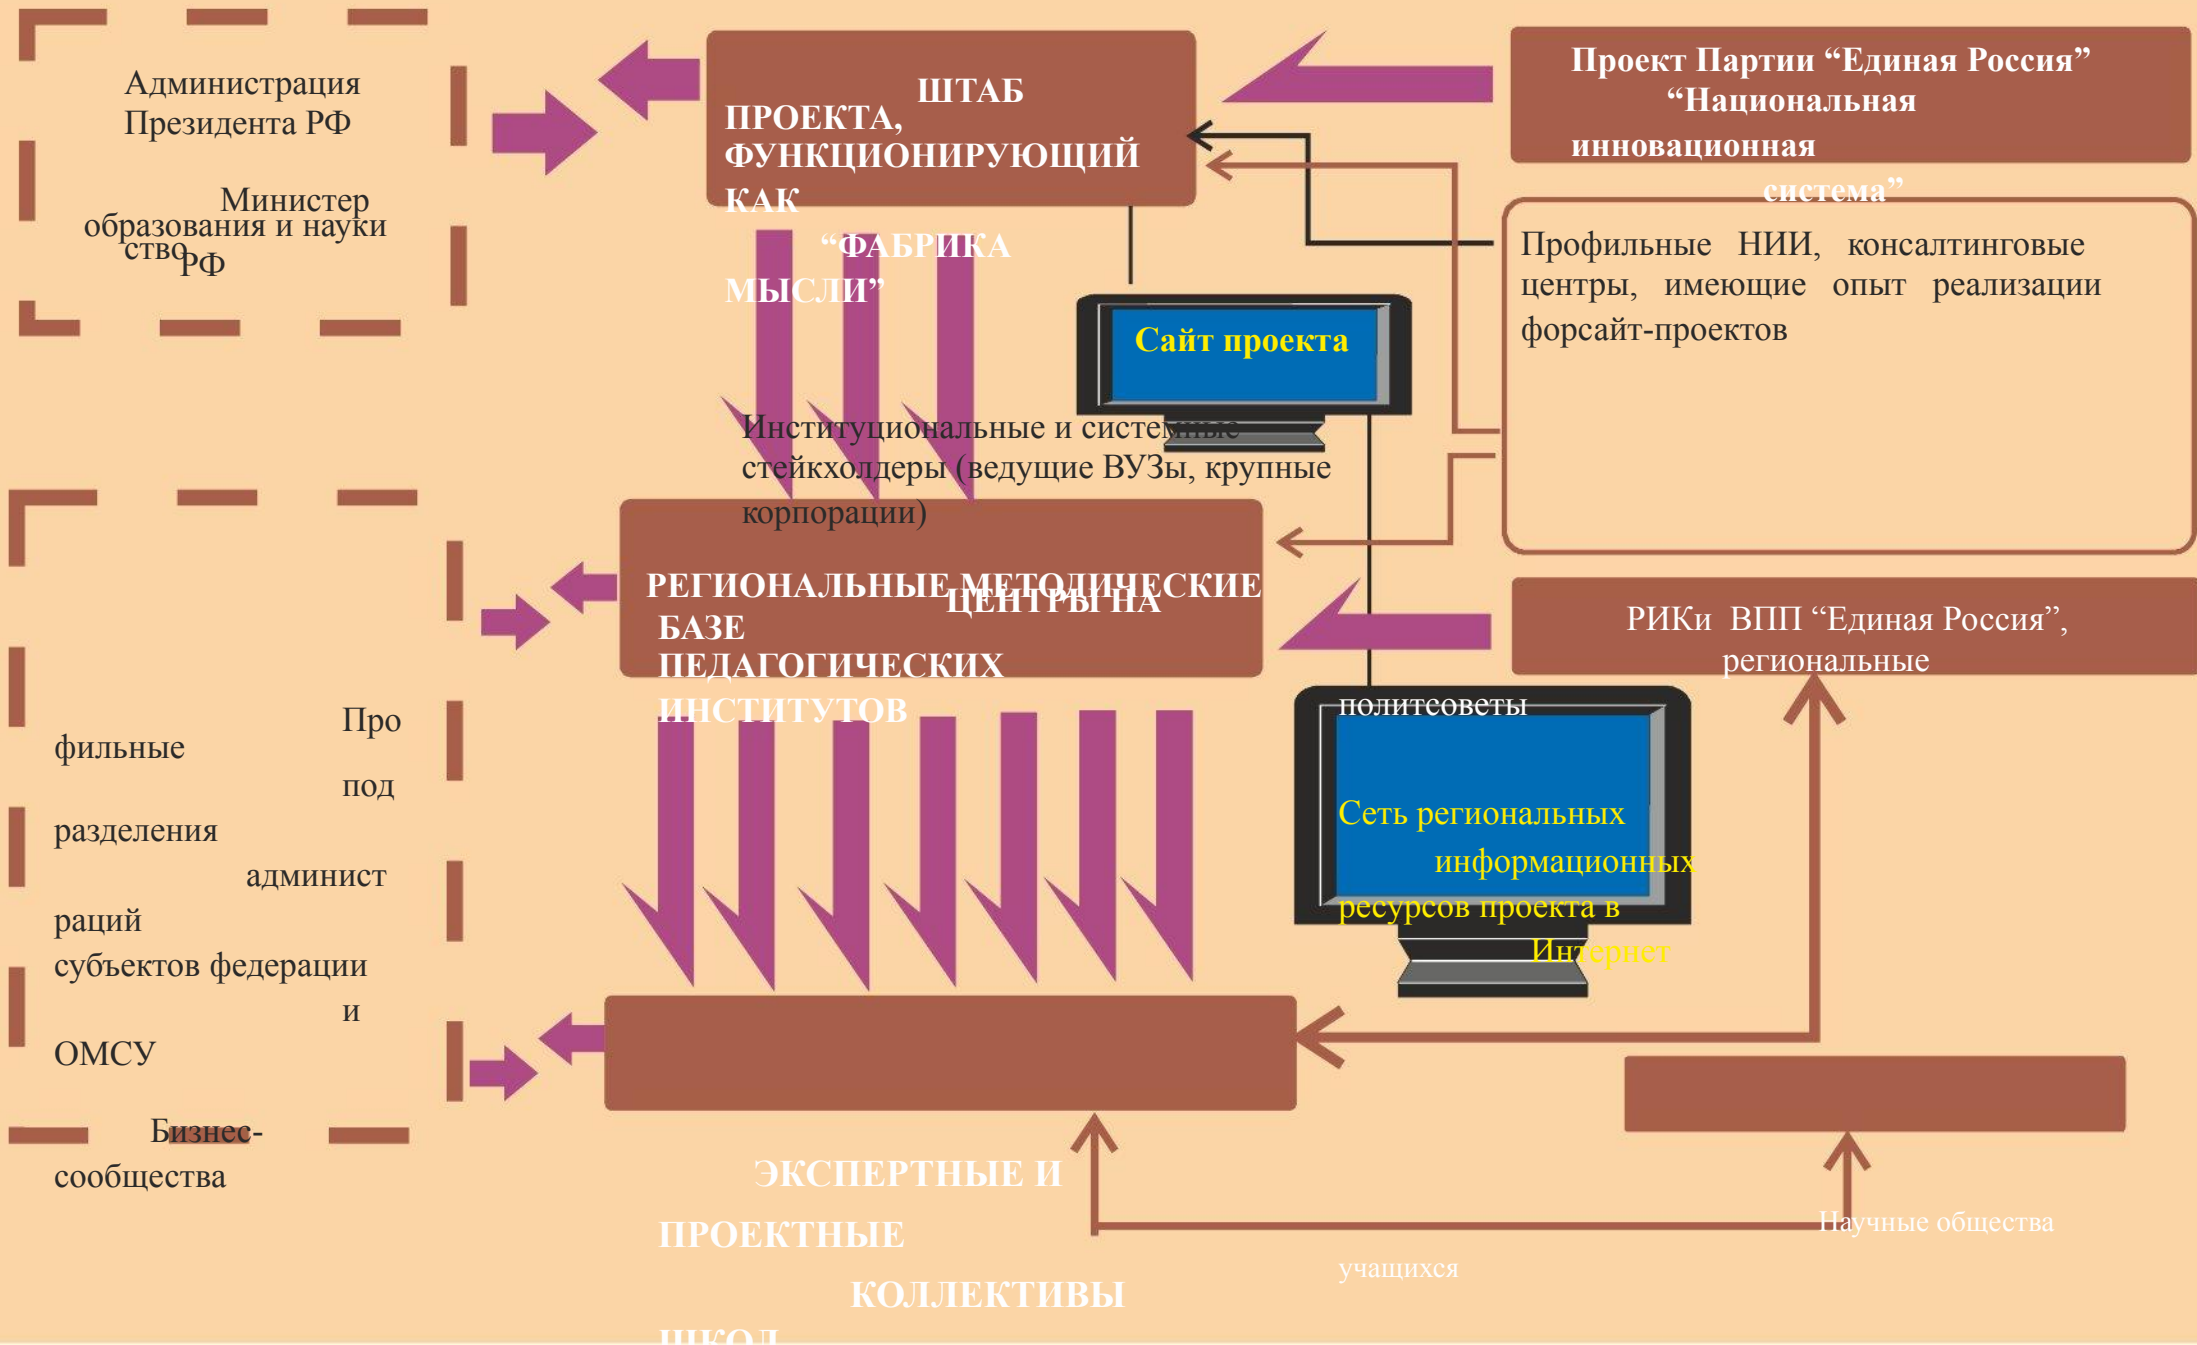 Администрация
Президента РФ
Министер
образования и науки
ство
РФ
ШТАБ
ПРОЕКТА,
ФУНКЦИОНИРУЮЩИЙ
КАК
“ФАБРИКА
МЫСЛИ”
Проект Партии “Единая Россия”
“Национальная
инновационная
система”
Профильные НИИ, консалтинговые
центры, имеющие опыт реализации
форсайт-проектов
Сайт проекта
Институциональные и системные
стейкхолдеры (ведущие ВУЗы, крупные
корпорации)
РЕГИОНАЛЬНЫЕ МЕТОДИЧЕСКИЕ
ЦЕНТРЫ НА
БАЗЕ
ПЕДАГОГИЧЕСКИХ
ИНСТИТУТОВ
РИКи ВПП “Единая Россия”,
региональные
политсоветы
Про
фильные
под
разделения
админист
раций
субъектов федерации
и
ОМСУ
Бизнес-
сообщества
Сеть региональных
информационных
ресурсов проекта в
Интернет
ЭКСПЕРТНЫЕ И
ПРОЕКТНЫЕ
КОЛЛЕКТИВЫ
ШКОЛ
Научные общества
учащихся